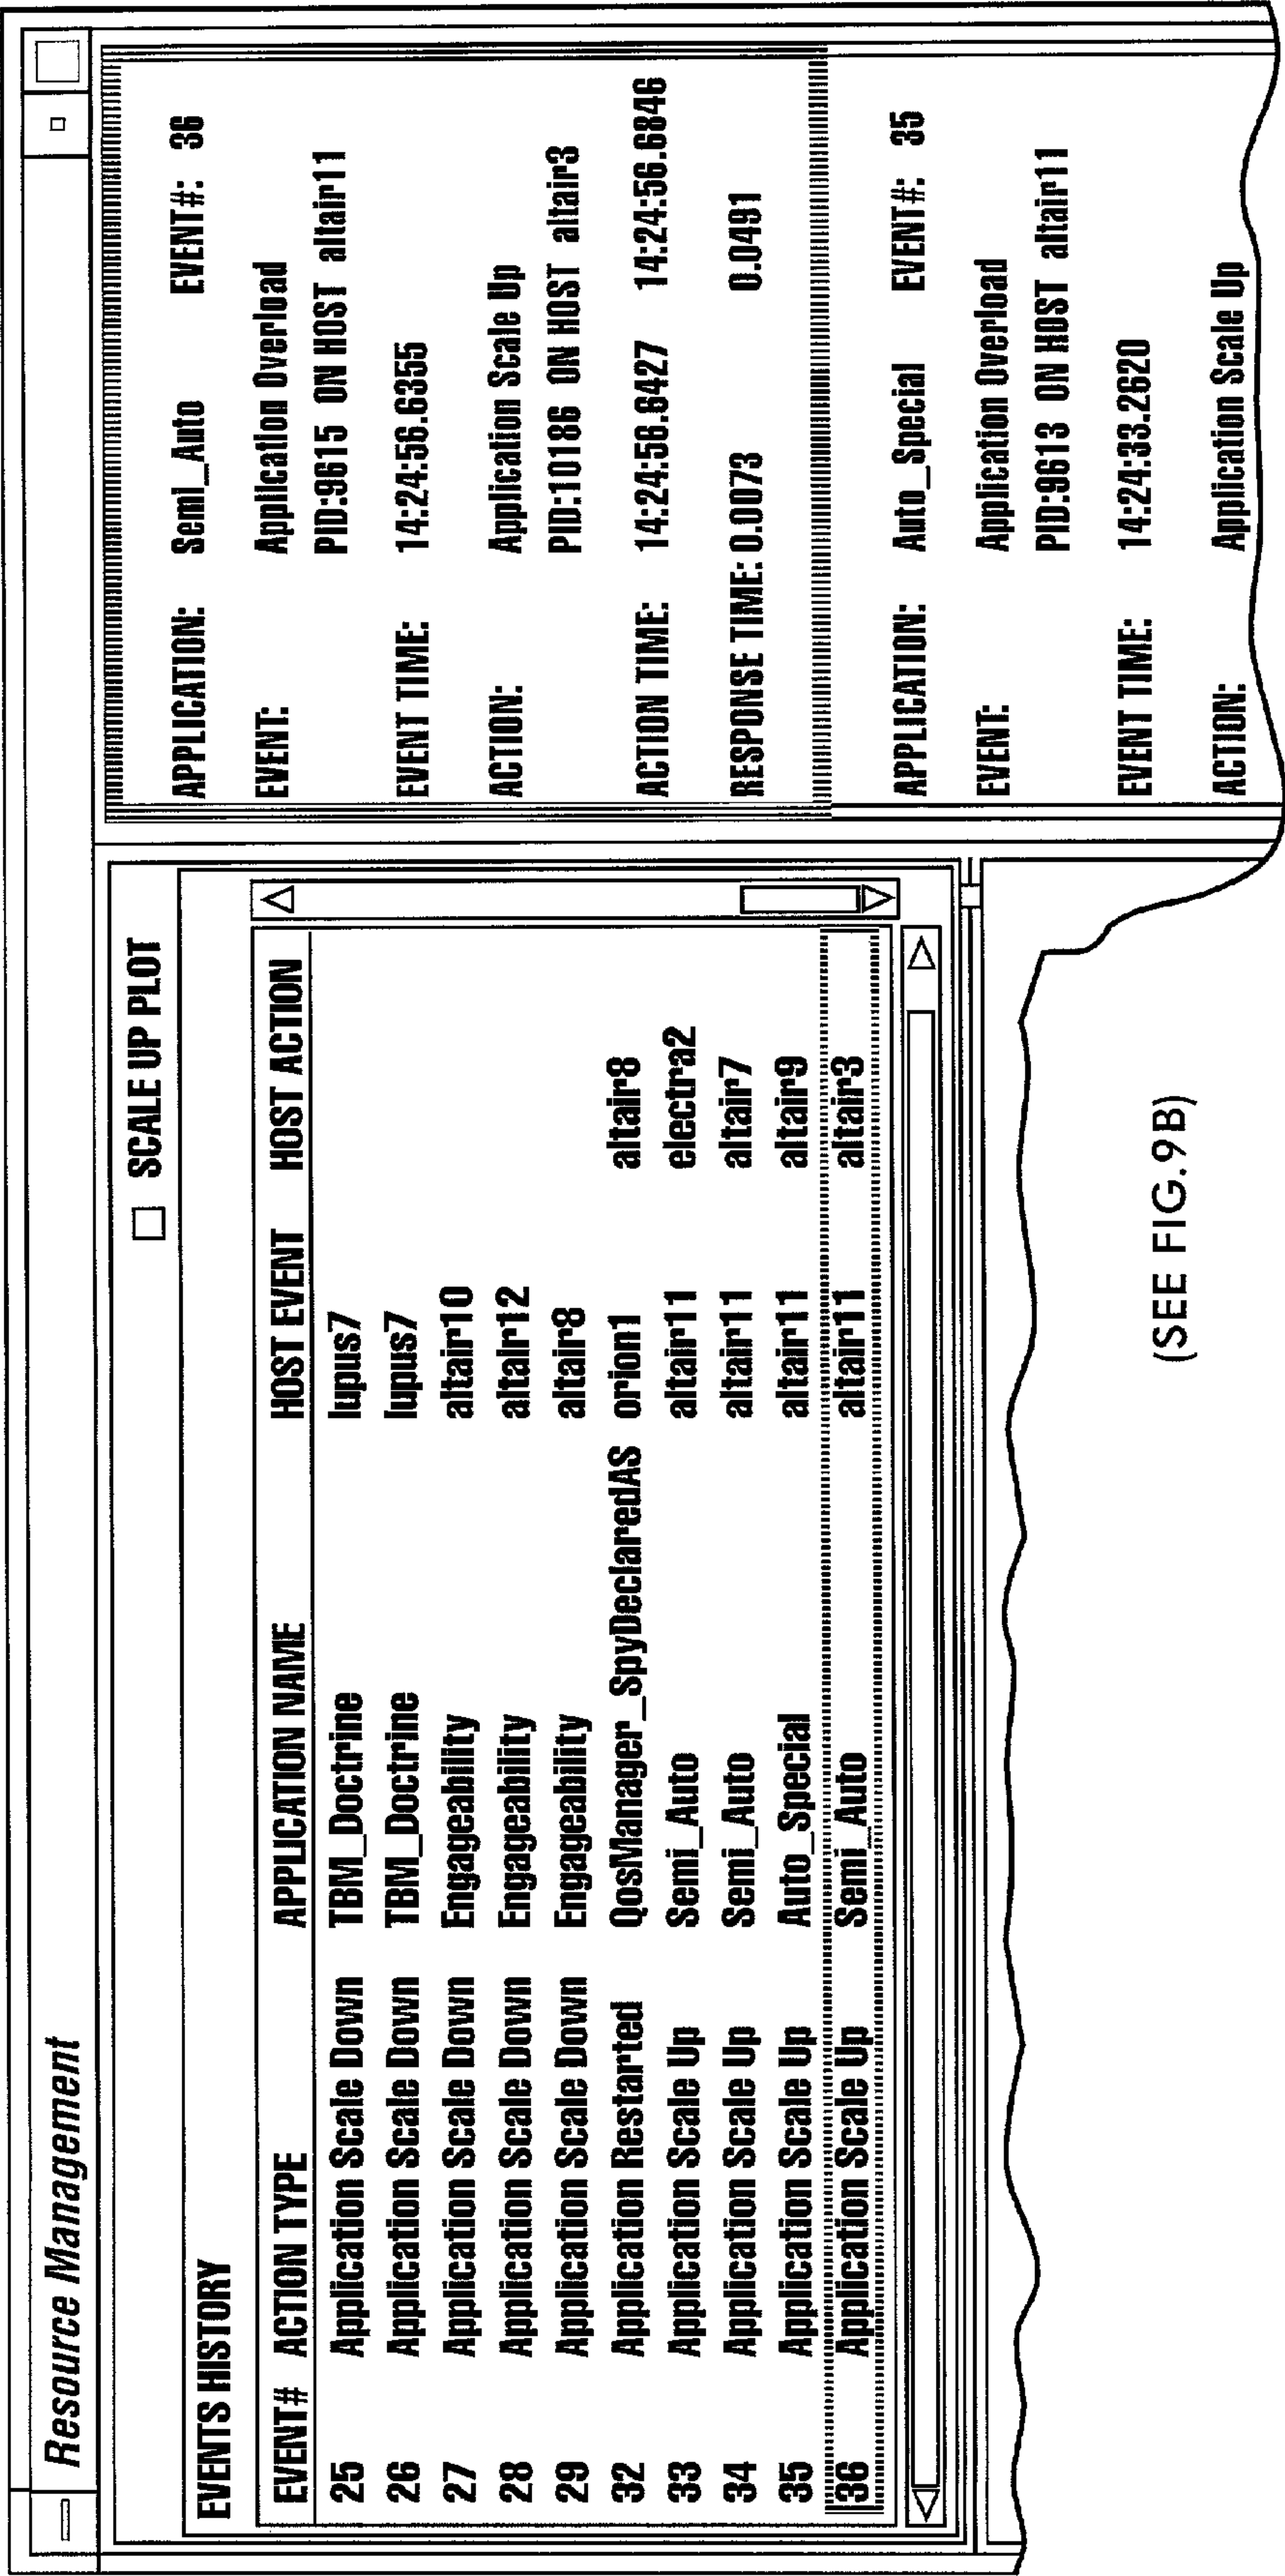 Resource Management
SCALE UP PLOT
EVENTS HISTORY
EVENT# ACTION TYPE APPLICATION NAME HOST EVENT HOST ACTION
25 Application Scale Down TBM_Doctrine lupus7
26 Application Scale Down TBM_Doctrine lupus7
27 Application Scale Down Engageability altair10
28 Application Scale Down Engageability altair12
29 Application Scale Down Engageability altair8
32 Application Restarted QosManager_SpyDeclaredAS orion1 altair8
33 Application Scale Up Semi_Auto altair11 electra2
34 Application Scale Up Semi_Auto altair11 altair7
35 Application Scale Up Auto_Special altair11 altair9
36 Application Scale Up Semi_Auto altair11 altair3
APPLICATION: Semi_Auto EVENT#: 36
EVENT: Application Overload
PID:9615 ON HOST altair11
EVENT TIME: 14:24:56.6355
ACTION: Application Scale Up
PID:10186 ON HOST altair3
ACTION TIME: 14:24:56.6427 14:24:56.6846
RESPONSE TIME: 0.0073 0.0491
APPLICATION: Auto_Special EVENT#: 35
EVENT: Application Overload
PID:9613 ON HOST altair11
EVENT TIME: 14:24:33.2620
ACTION: Application Scale Up
(SEE FIG.9B)